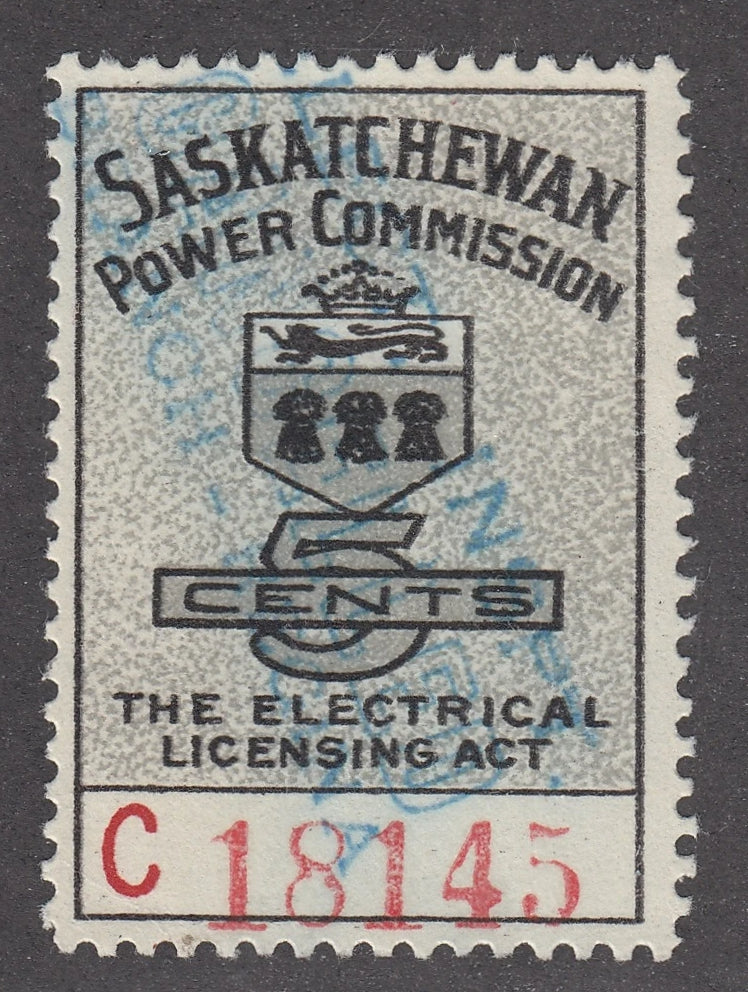 SASKATCHEWAN
POWER COMMISSION
5
CENTS
THE ELECTRICAL
LICENSING ACT
C 18145